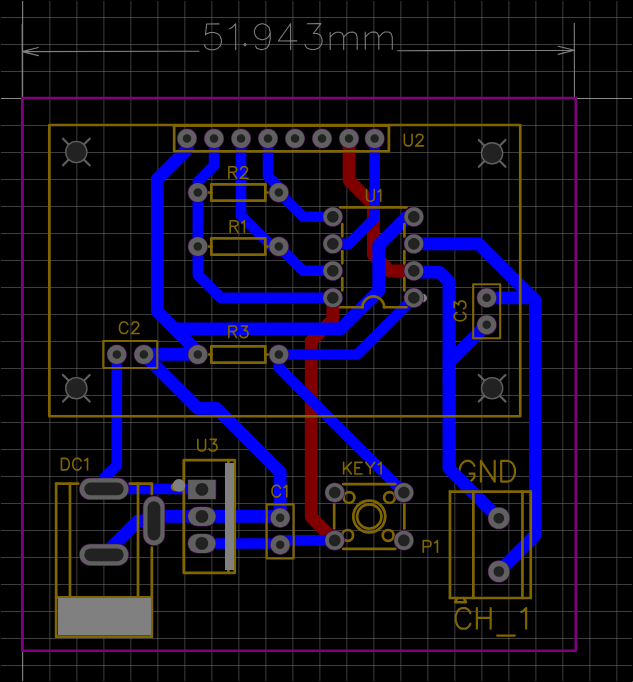 51.943mm
U2
R2
U1
R1
C3
C2
R3
U3
DC1
KEY1
GND
C1
P1
CH_1